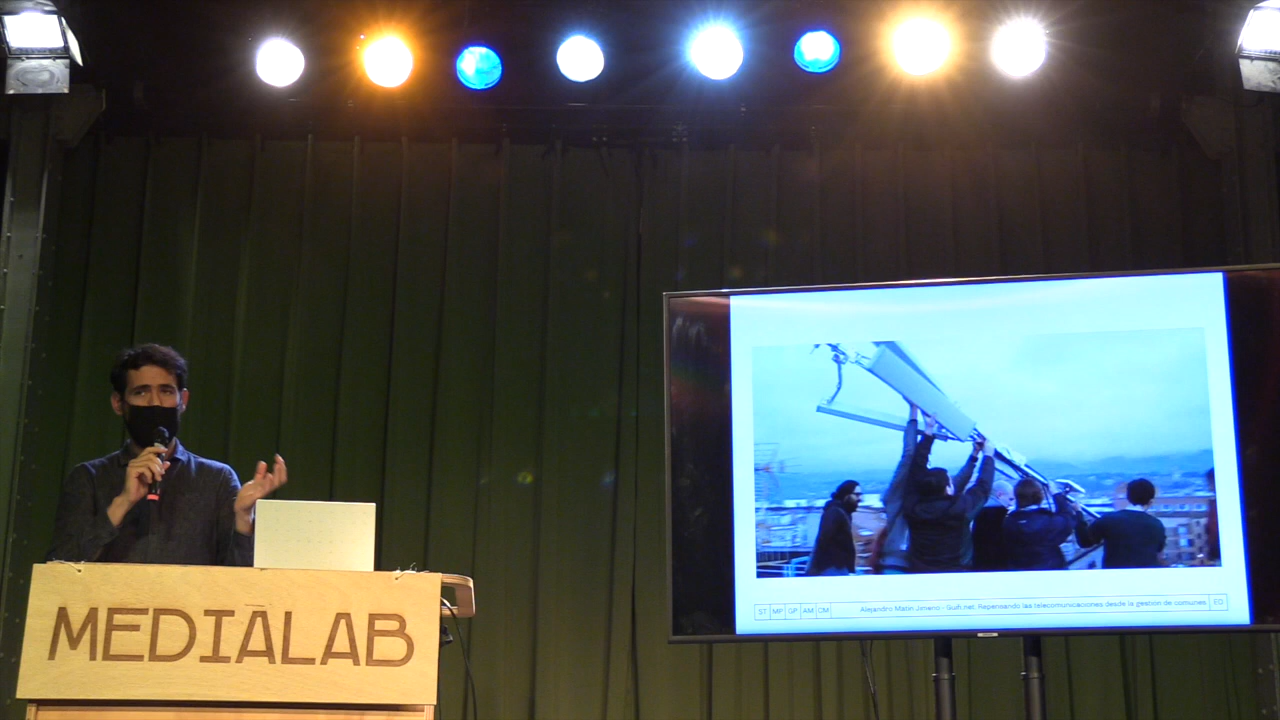 MEDIALAB
ST MP GP AM CM Alejandro Marin Jimeno - Guifi.net. Repensando las telecomunicaciones desde la gestión de comunes ED